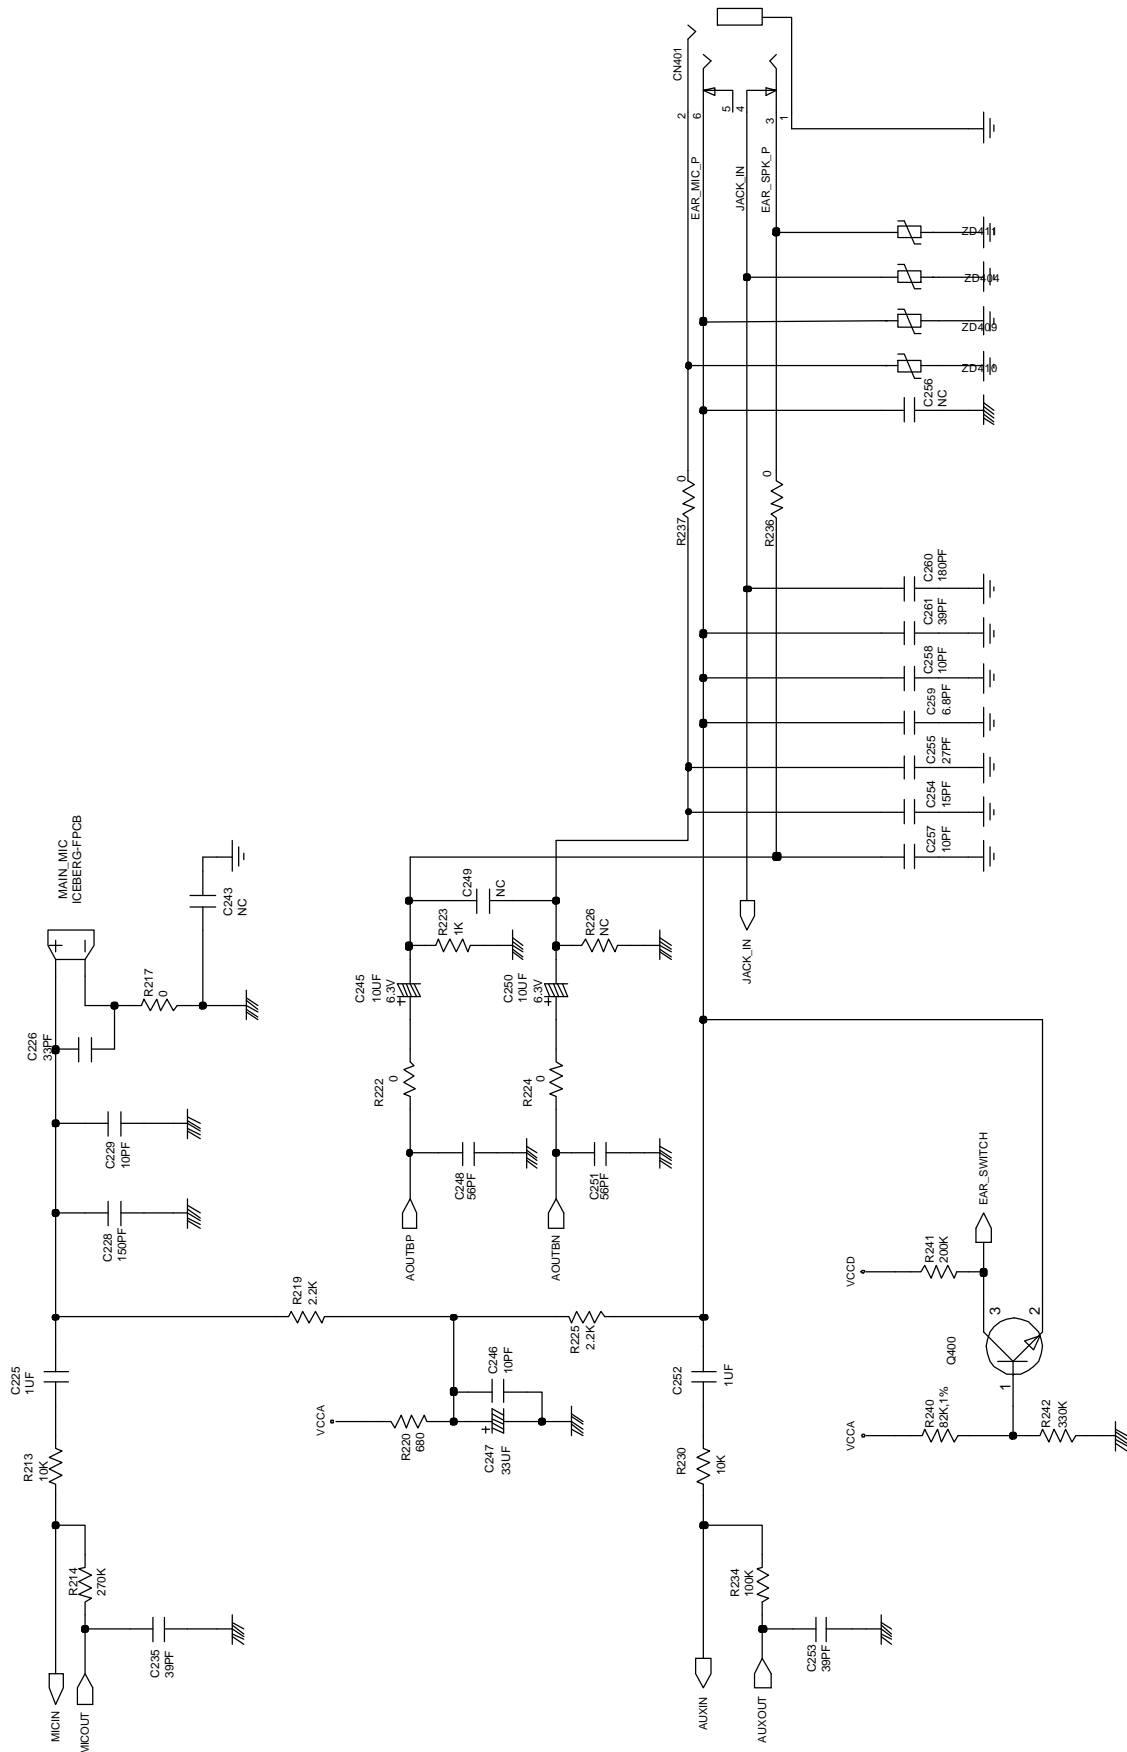 CN401
2
6
5
4
3
1
EAR_MIC_P
JACK_IN
EAR_SPK_P
ZD411
ZD404
ZD409
ZD410
C256
NC
R237
0
R236
0
C260
180PF
C261
39PF
C258
10PF
C259
6.8PF
C255
27PF
C254
15PF
C257
10PF
MAIN_MIC
ICEBERG-FPCB
+
−
C243
NC
R217
0
C226
33PF
C229
10PF
C228
150PF
C249
NC
R223
1K
R226
NC
C245
10UF
6.3V
+
C250
10UF
6.3V
+
JACK_IN
R222
0
R224
0
C248
56PF
C251
56PF
AOUTBP
AOUTBN
R219
2.2K
R225
2.2K
C246
10PF
VCCA
R220
680
+
C247
33UF
C225
1UF
R213
10K
R214
270K
C235
39PF
MICIN
MICOUT
C252
1UF
R230
10K
R234
100K
C253
39PF
AUXIN
AUXOUT
EAR_SWITCH
VCCD
R241
200K
3
2
Q400
1
VCCA
R240
82K,1%
R242
330K